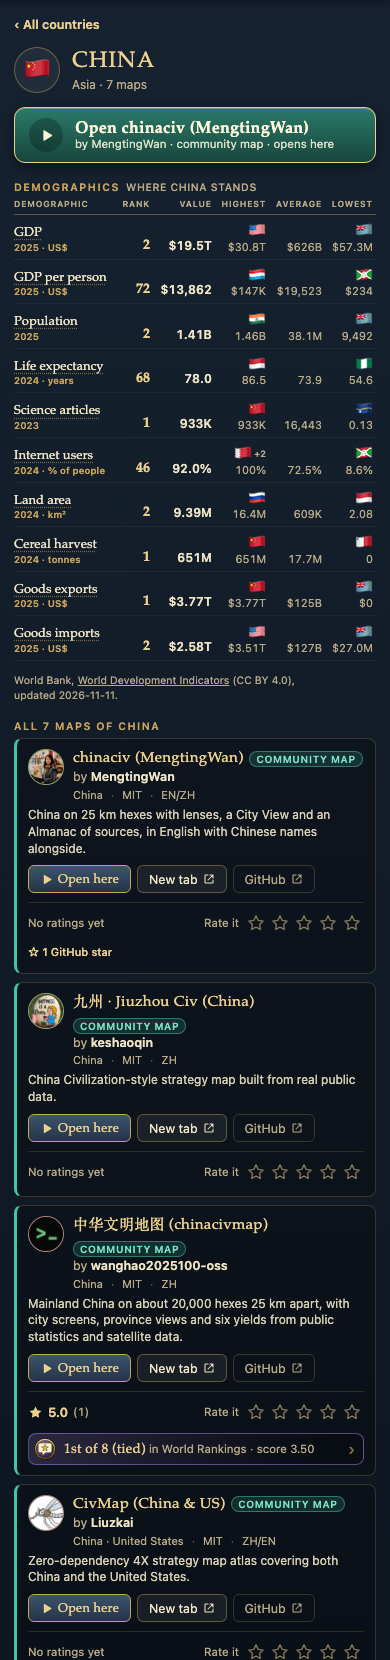 ‹ All countries
CHINA
Asia · 7 maps
Open chinaciv (MengtingWan)
by MengtingWan · community map · opens here
DEMOGRAPHICS WHERE CHINA STANDS
DEMOGRAPHIC RANK VALUE HIGHEST AVERAGE LOWEST
GDP
2025 · US$ 2 $19.5T $30.8T $626B $57.3M
GDP per person
2025 · US$ 72 $13,862 $147K $19,523 $234
Population
2025 2 1.41B 1.46B 38.1M 9,492
Life expectancy
2024 · years 68 78.0 86.5 73.9 54.6
Science articles
2023 1 933K 933K 16,443 0.13
Internet users +2
2024 · % of people 46 92.0% 100% 72.5% 8.6%
Land area
2024 · km² 2 9.39M 16.4M 609K 2.08
Cereal harvest
2024 · tonnes 1 651M 651M 17.7M 0
Goods exports
2025 · US$ 1 $3.77T $3.77T $125B $0
Goods imports
2025 · US$ 2 $2.58T $3.51T $127B $27.0M
World Bank, World Development Indicators (CC BY 4.0),
updated 2026-11-11.
ALL 7 MAPS OF CHINA
chinaciv (MengtingWan) COMMUNITY MAP
by MengtingWan
China · MIT · EN/ZH
China on 25 km hexes with lenses, a City View and an
Almanac of sources, in English with Chinese names
alongside.
Open here New tab GitHub
No ratings yet Rate it
1 GitHub star
九州 · Jiuzhou Civ (China)
COMMUNITY MAP
by keshaoqin
China · MIT · ZH
China Civilization-style strategy map built from real public
data.
Open here New tab GitHub
No ratings yet Rate it
>_
中华文明地图 (chinacivmap)
COMMUNITY MAP
by wanghao2025100-oss
China · MIT · ZH
Mainland China on about 20,000 hexes 25 km apart, with
city screens, province views and six yields from public
statistics and satellite data.
Open here New tab GitHub
5.0 (1) Rate it
1st of 8 (tied) in World Rankings · score 3.50 ›
CivMap (China & US) COMMUNITY MAP
by Liuzkai
China · United States · MIT · ZH/EN
Zero-dependency 4X strategy map atlas covering both
China and the United States.
Open here New tab GitHub
No ratings yet Rate it